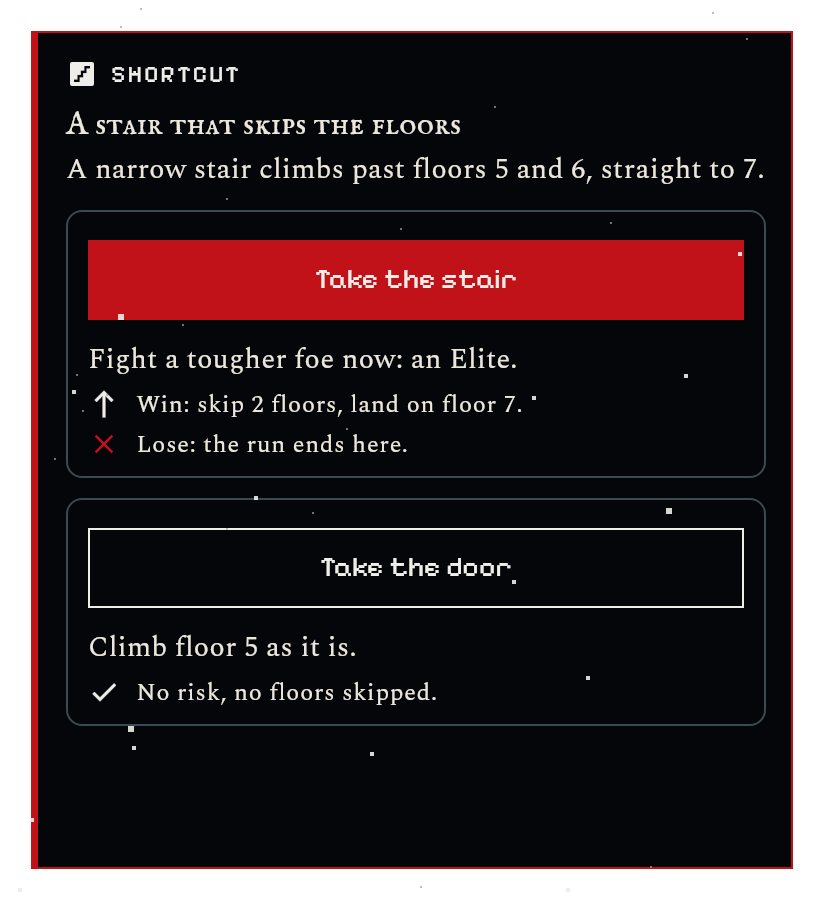 SHORTCUT
A stair that skips the floors
A narrow stair climbs past floors 5 and 6, straight to 7.
Take the stair
Fight a tougher foe now: an Elite.
Win: skip 2 floors, land on floor 7.
Lose: the run ends here.
Take the door
Climb floor 5 as it is.
No risk, no floors skipped.